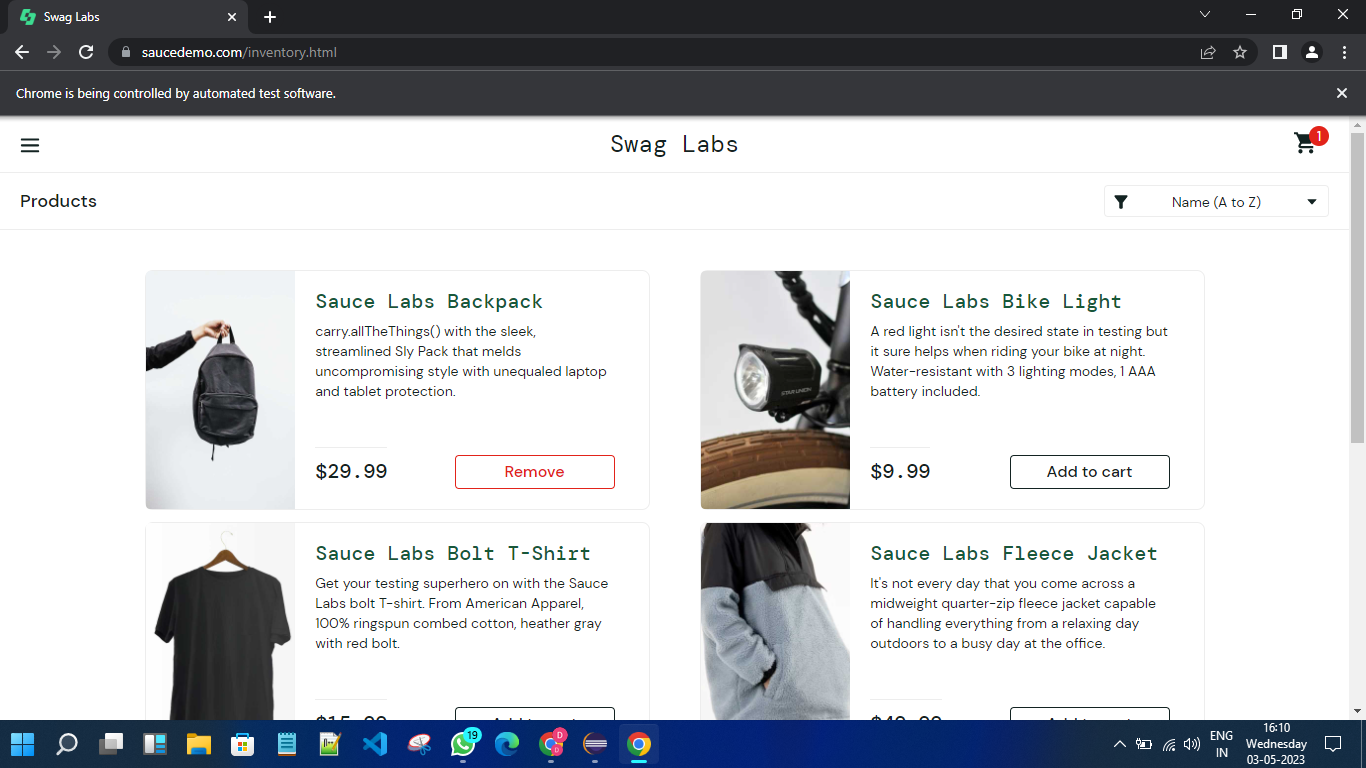 Swag Labs
saucedemo.com/inventory.html
Chrome is being controlled by automated test software.
Swag Labs
1
Products
Name (A to Z)
Sauce Labs Backpack
carry.allTheThings() with the sleek,
streamlined Sly Pack that melds
uncompromising style with unequaled laptop
and tablet protection.
$29.99
Remove
STAR UNION
Sauce Labs Bike Light
A red light isn't the desired state in testing but
it sure helps when riding your bike at night.
Water-resistant with 3 lighting modes, 1 AAA
battery included.
$9.99
Add to cart
Sauce Labs Bolt T-Shirt
Get your testing superhero on with the Sauce
Labs bolt T-shirt. From American Apparel,
100% ringspun combed cotton, heather gray
with red bolt.
Sauce Labs Fleece Jacket
It's not every day that you come across a
midweight quarter-zip fleece jacket capable
of handling everything from a relaxing day
outdoors to a busy day at the office.
19
D
D
ENG
IN
16:10
Wednesday
03-05-2023